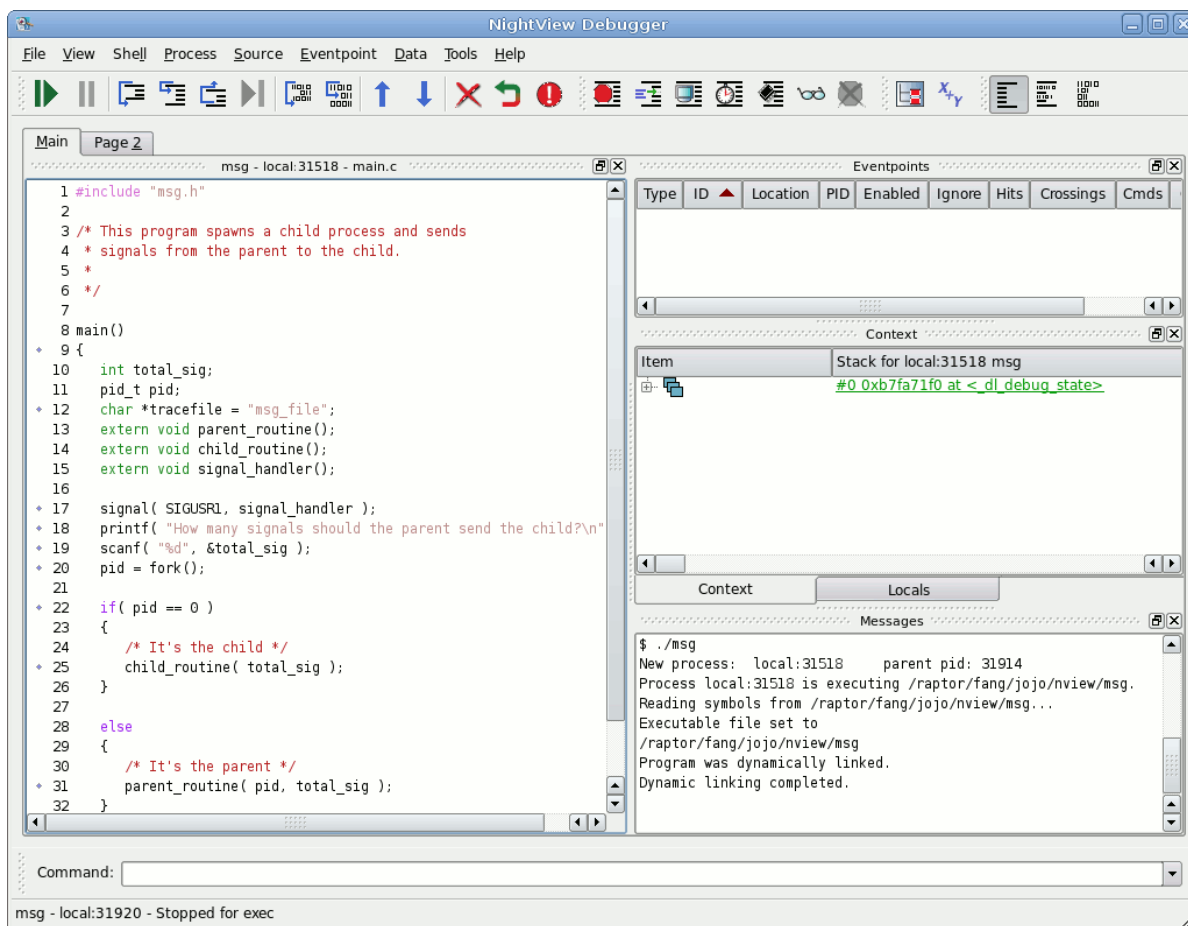 NightView Debugger
File View Shell Process Source Eventpoint Data Tools Help
Main Page 2
msg - local:31518 - main.c
1 #include "msg.h"
2
3 /* This program spawns a child process and sends
4 * signals from the parent to the child.
5 *
6 */
7
8 main()
9 {
10 int total_sig;
11 pid_t pid;
12 char *tracefile = "msg_file";
13 extern void parent_routine();
14 extern void child_routine();
15 extern void signal_handler();
16
17 signal( SIGUSR1, signal_handler );
18 printf( "How many signals should the parent send the child?\n"
19 scanf( "%d", &total_sig );
20 pid = fork();
21
22 if( pid == 0 )
23 {
24 /* It's the child */
25 child_routine( total_sig );
26 }
27
28 else
29 {
30 /* It's the parent */
31 parent_routine( pid, total_sig );
32 }
Eventpoints
Type ID Location PID Enabled Ignore Hits Crossings Cmds
Context
Item Stack for local:31518 msg
#0 0xb7fa71f0 at <_dl_debug_state>
Context Locals
Messages
$ ./msg
New process: local:31518 parent pid: 31914
Process local:31518 is executing /raptor/fang/jojo/nview/msg.
Reading symbols from /raptor/fang/jojo/nview/msg...
Executable file set to
/raptor/fang/jojo/nview/msg
Program was dynamically linked.
Dynamic linking completed.
Command:
msg - local:31920 - Stopped for exec